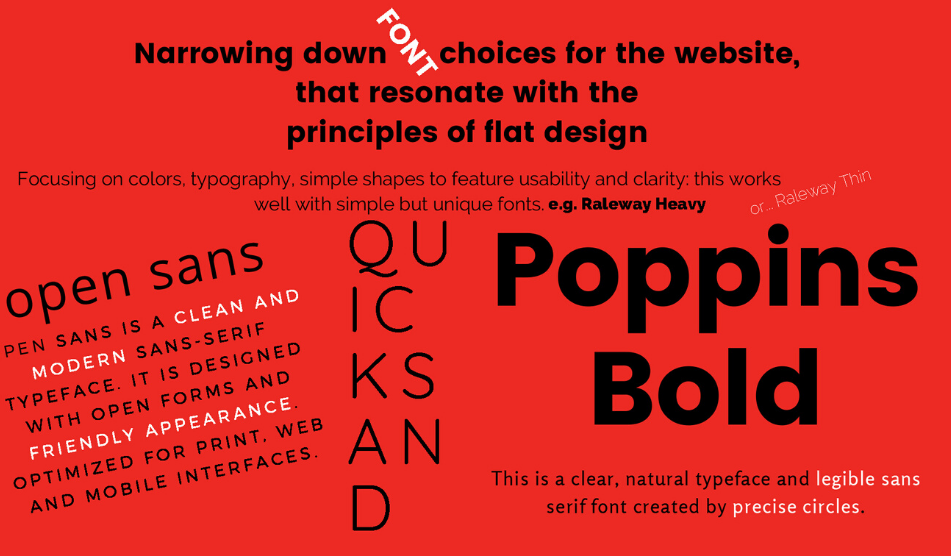 Narrowing down FONT choices for the website,
that resonate with the
principles of flat design
Focusing on colors, typography, simple shapes to feature usability and clarity: this works
well with simple but unique fonts. e.g. Raleway Heavy
or... Raleway Thin
open sans
PEN SANS IS A CLEAN AND
MODERN SANS-SERIF
TYPEFACE. IT IS DESIGNED
WITH OPEN FORMS AND
FRIENDLY APPEARANCE.
OPTIMIZED FOR PRINT, WEB
AND MOBILE INTERFACES.
QU
IC
KS
AN
D
Poppins
Bold
This is a clear, natural typeface and legible sans
serif font created by precise circles.